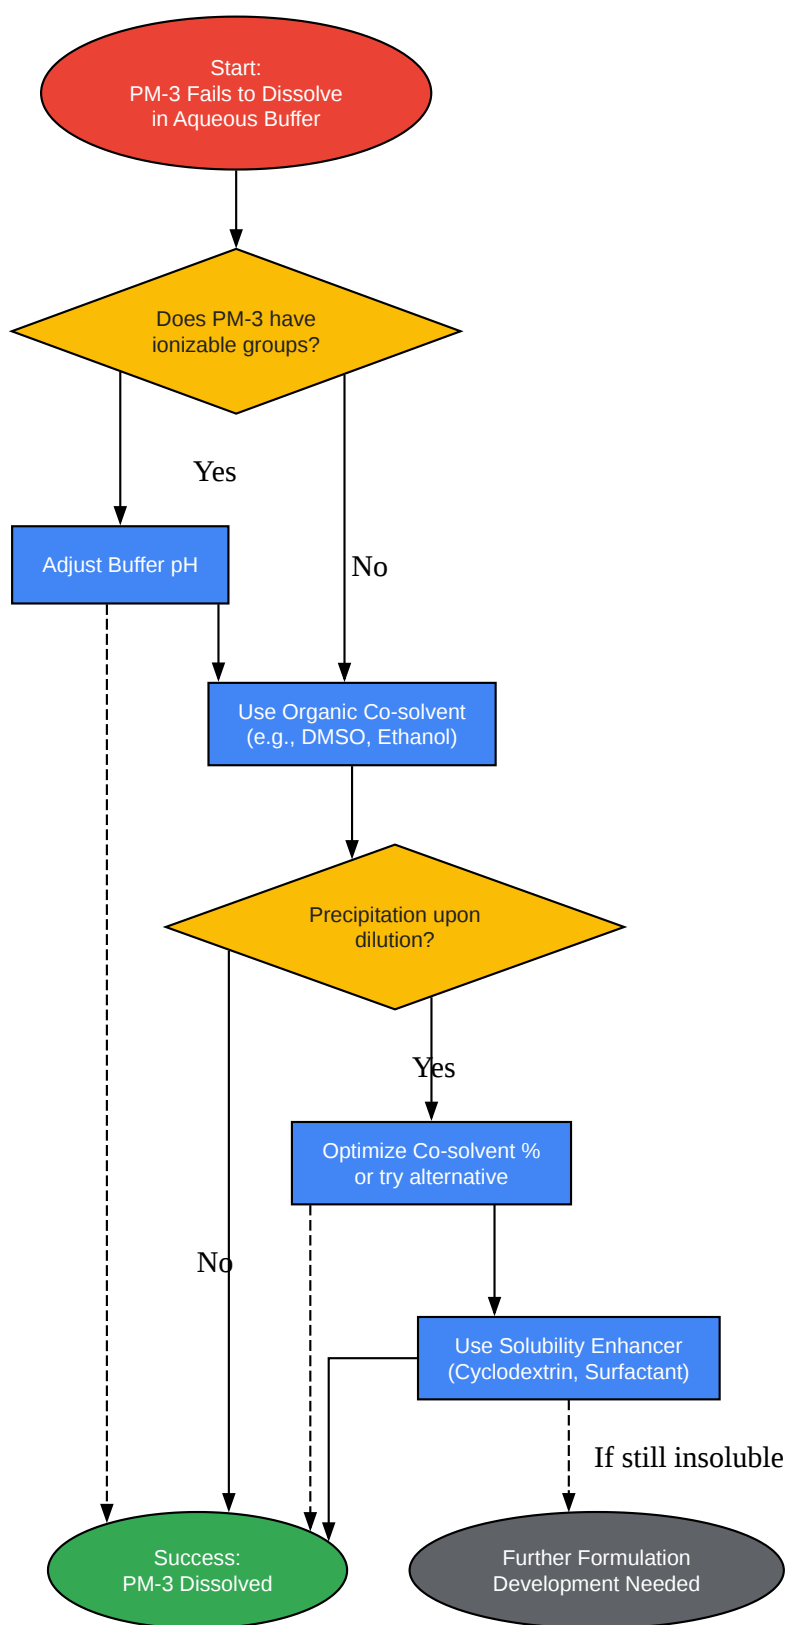 Start:
PM-3 Fails to Dissolve
in Aqueous Buffer
Does PM-3 have
ionizable groups?
Yes
No
Adjust Buffer pH
Use Organic Co-solvent
(e.g., DMSO, Ethanol)
Precipitation upon
dilution?
Yes
Optimize Co-solvent %
or try alternative
No
Use Solubility Enhancer
(Cyclodextrin, Surfactant)
If still insoluble
Success:
PM-3 Dissolved
Further Formulation
Development Needed